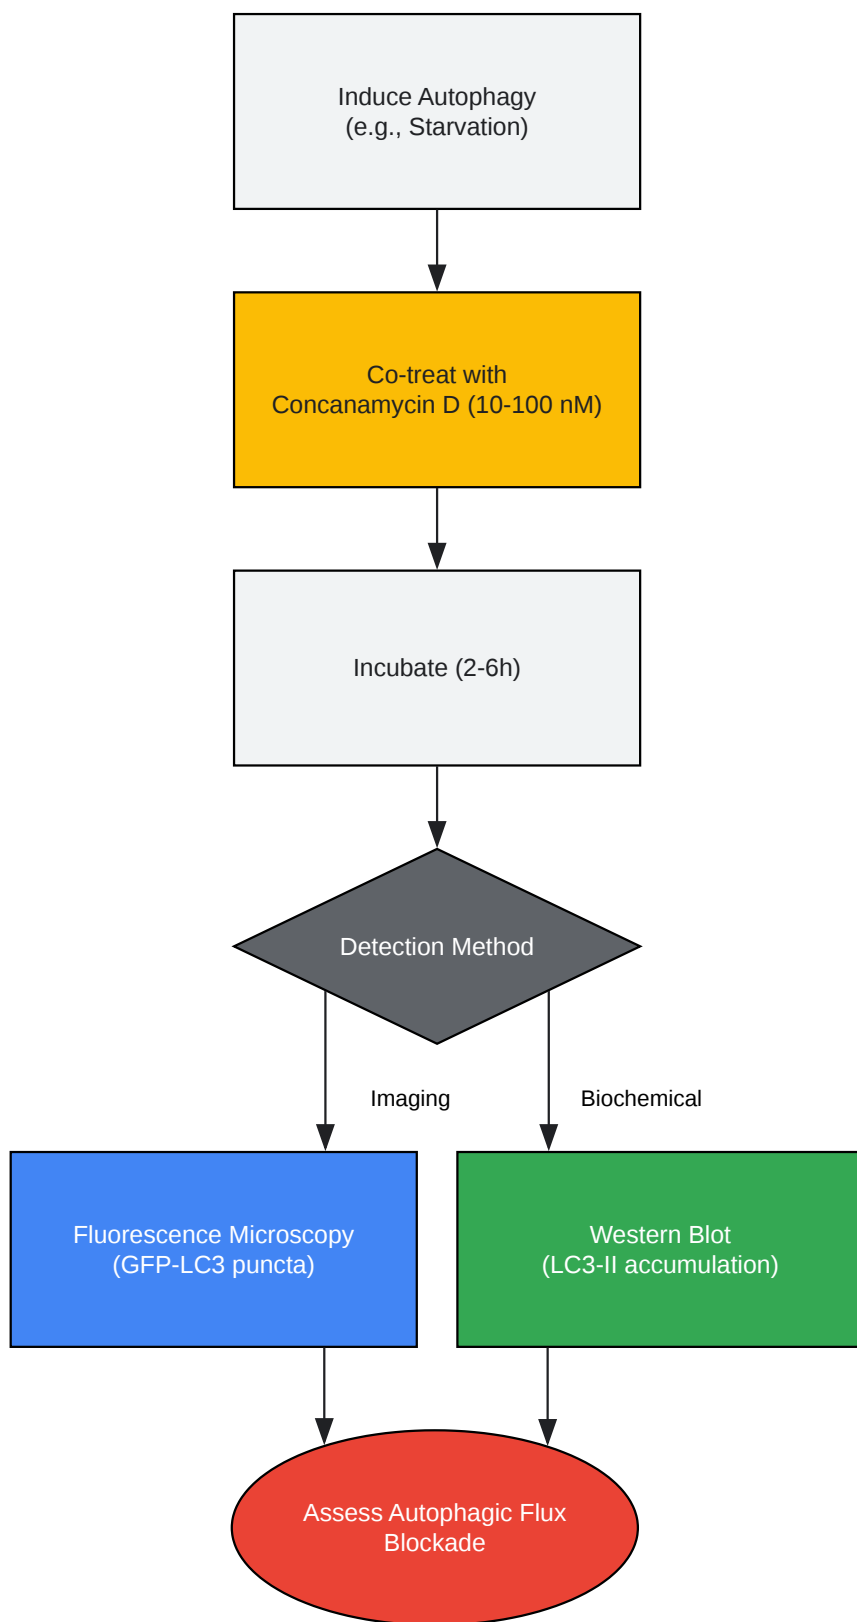 Induce Autophagy
(e.g., Starvation)
Co-treat with
Concanamycin D (10-100 nM)
Incubate (2-6h)
Detection Method
Imaging
Biochemical
Fluorescence Microscopy
(GFP-LC3 puncta)
Western Blot
(LC3-II accumulation)
Assess Autophagic Flux
Blockade